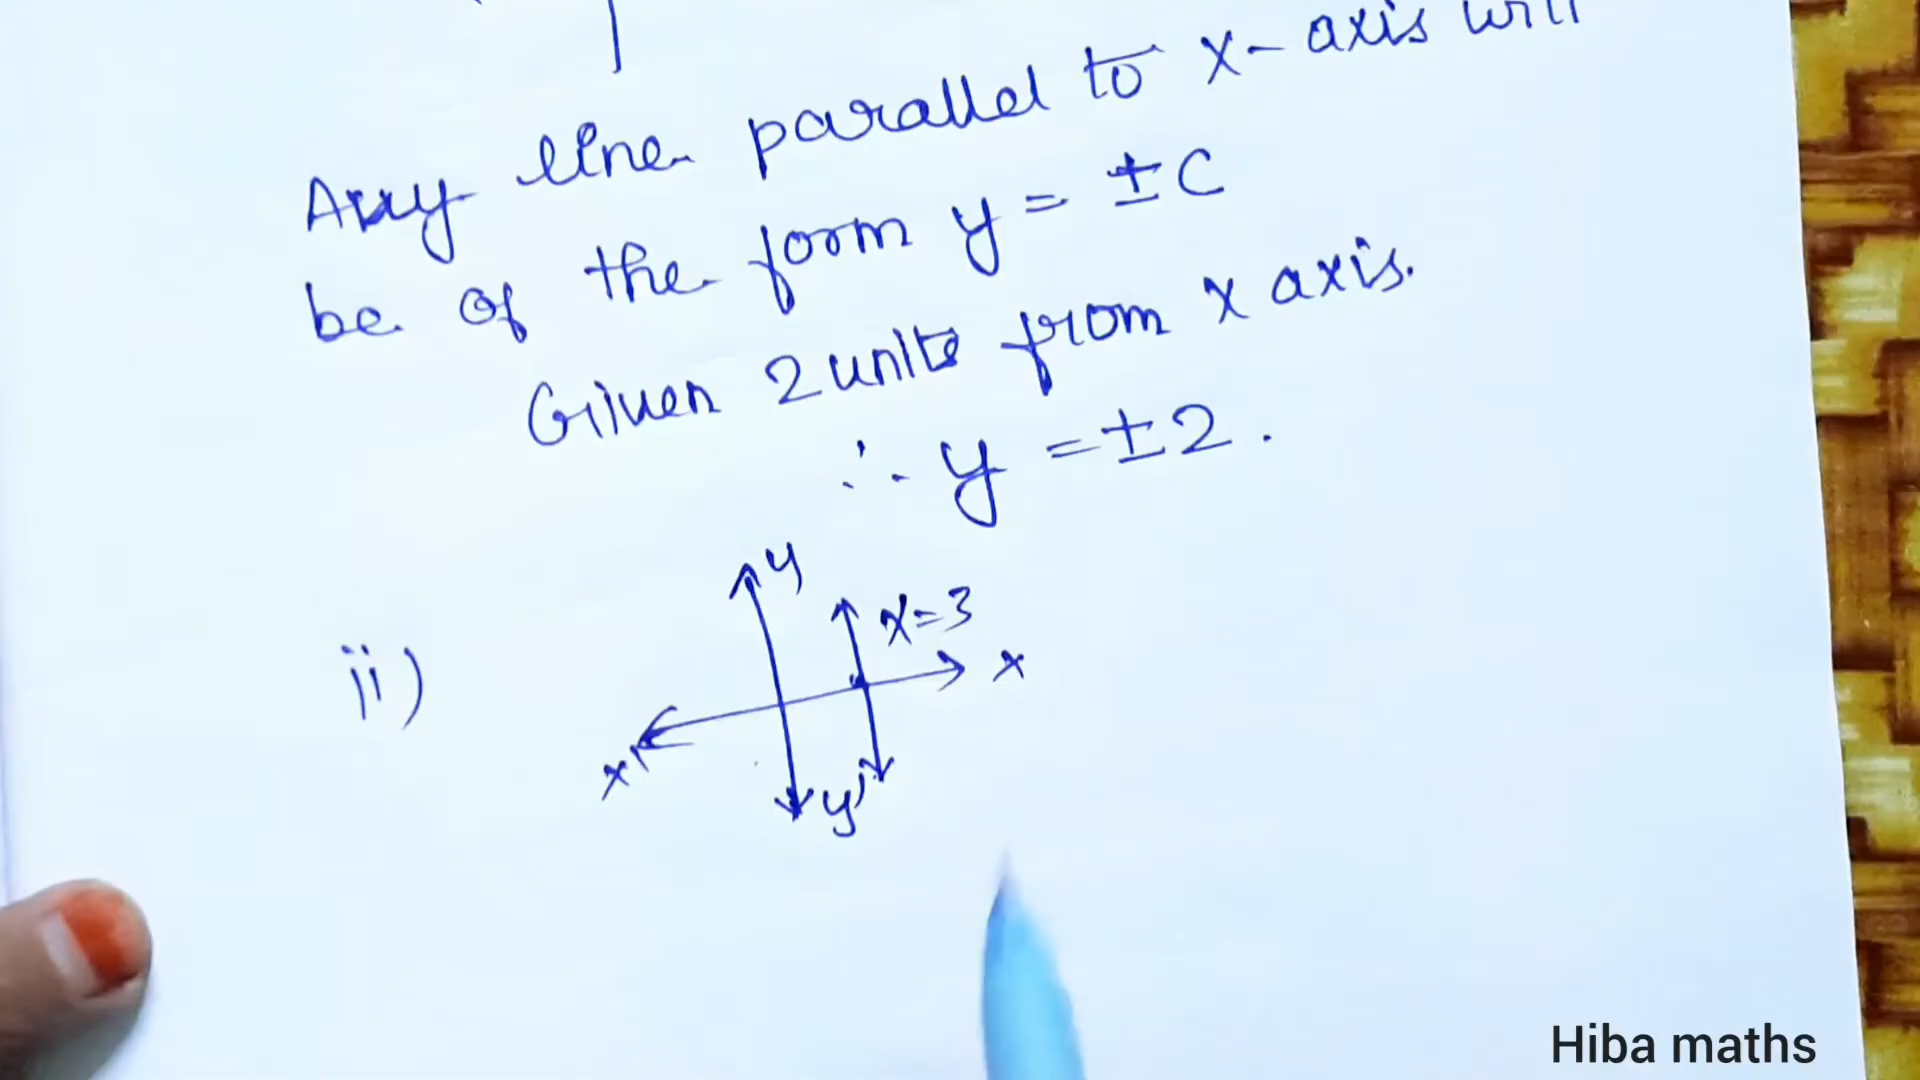 Any line parallel to x-axis will
be of the form y = ±C
Given 2 units from x axis.
∴ y = ±2.
ii)
y
x=3
x
x'
y'
Hiba maths